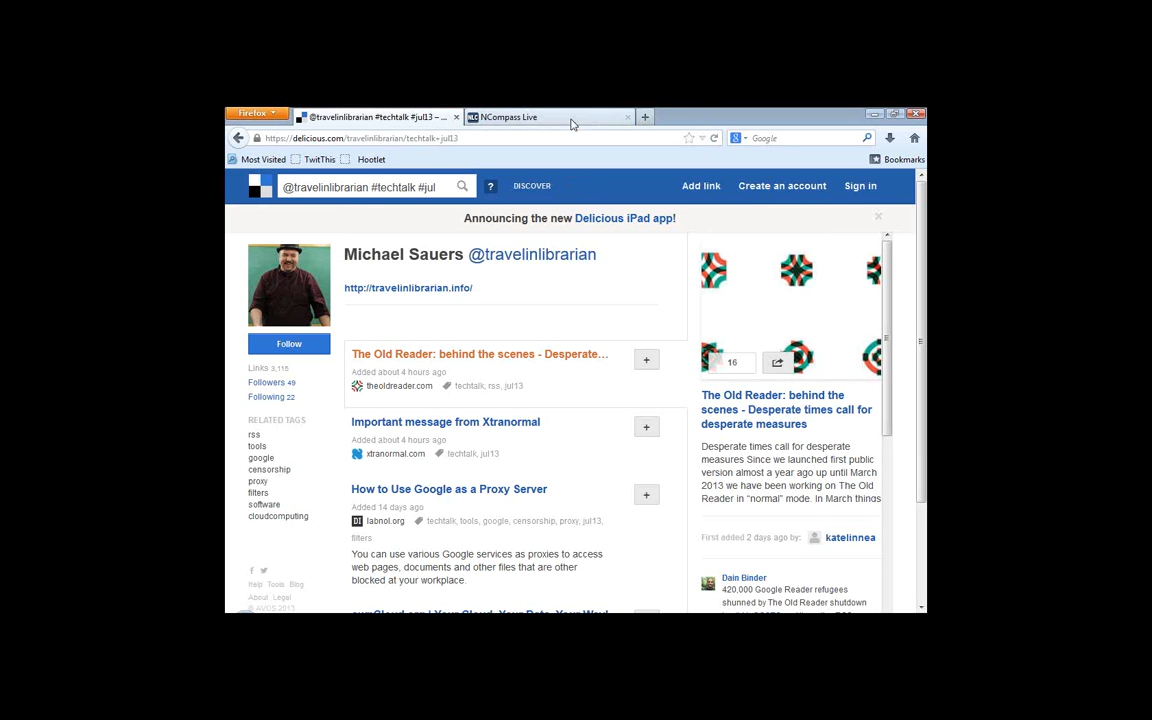 Firefox
@travelinlibrarian #techtalk #jul13 – ...
NLC NCompass Live
https://delicious.com/travelinlibrarian/techtalk+jul13
Google
Most Visited TwitThis Hootlet
Bookmarks
@travelinlibrarian #techtalk #jul
? DISCOVER
Add link Create an account Sign in
Announcing the new Delicious iPad app!
Michael Sauers @travelinlibrarian
http://travelinlibrarian.info/
Follow
Links 3,115
Followers 49
Following 22
RELATED TAGS
rss
tools
google
censorship
proxy
filters
software
cloudcomputing
Help Tools Blog
About Legal
© AVOS 2013
The Old Reader: behind the scenes - Desperate...
Added about 4 hours ago
theoldreader.com techtalk, rss, jul13
Important message from Xtranormal
Added about 4 hours ago
xtranormal.com techtalk, jul13
How to Use Google as a Proxy Server
Added 14 days ago
DI labnol.org techtalk, tools, google, censorship, proxy, jul13,
filters
You can use various Google services as proxies to access
web pages, documents and other files that are other
blocked at your workplace.
16
The Old Reader: behind the
scenes - Desperate times call for
desperate measures
Desperate times call for desperate
measures Since we launched first public
version almost a year ago up until March
2013 we have been working on The Old
Reader in “normal” mode. In March things
First added 2 days ago by: katelinnea
Dain Binder
420,000 Google Reader refugees
shunned by The Old Reader shutdown